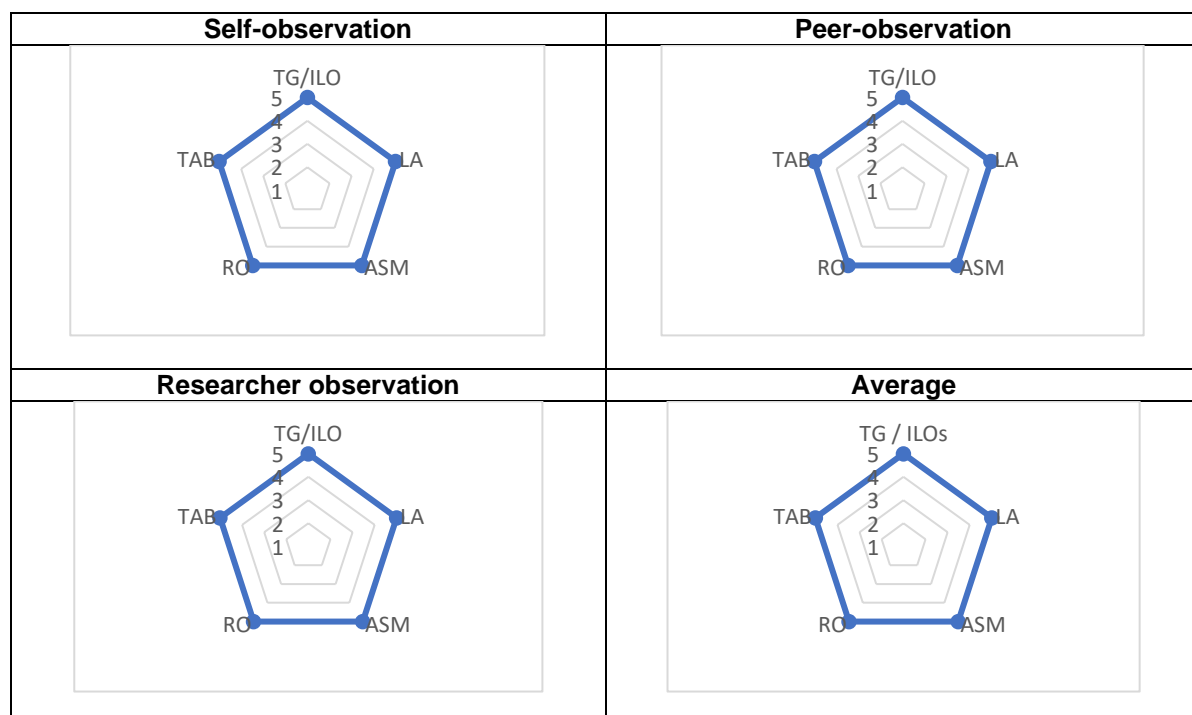 Self-observation
Peer-observation
TG/ILO
5
4
3
2
1
TAB
LA
RO
ASM
TG/ILO
5
4
3
2
1
TAB
LA
RO
ASM
Researcher observation
Average
TG/ILO
5
4
3
2
1
TAB
LA
RO
ASM
TG / ILOs
5
4
3
2
1
TAB
LA
RO
ASM